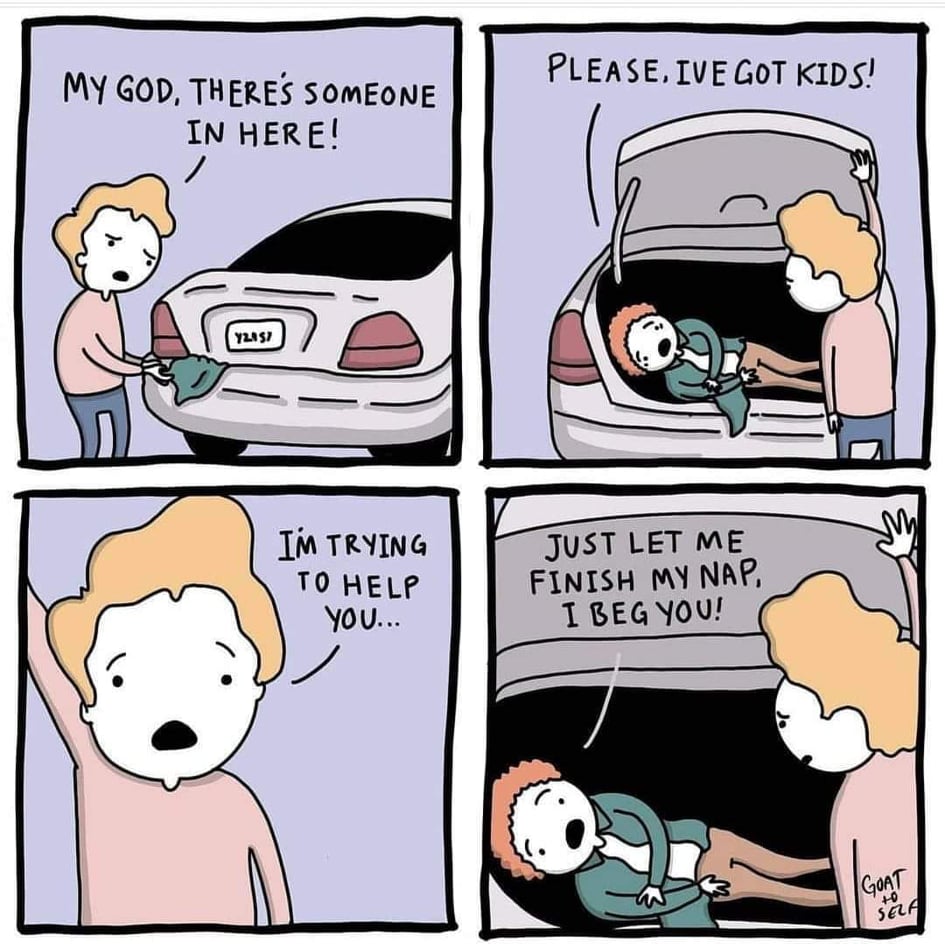 MY GOD, THERE'S SOMEONE
IN HERE!
YZAS7
PLEASE, IVE GOT KIDS!
I'M TRYING
TO HELP
YOU...
JUST LET ME
FINISH MY NAP,
I BEG YOU!
GOAT
TO
SELF